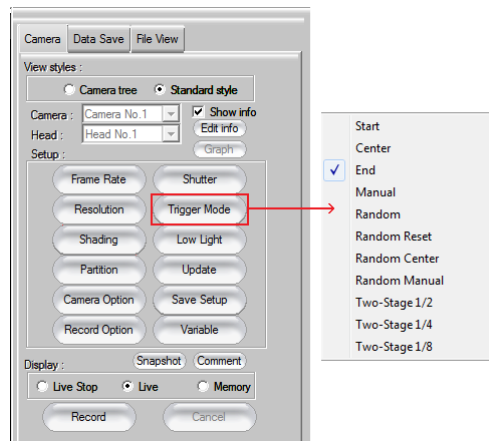 Camera Data Save File View
View styles :
Camera tree Standard style
Camera : Camera No.1 Show info
Head : Head No.1 Edit info
Setup : Graph
Frame Rate Shutter
Resolution Trigger Mode
Shading Low Light
Partition Update
Camera Option Save Setup
Record Option Variable
Display : Snapshot Comment
Live Stop Live Memory
Record Cancel
Start
Center
End
Manual
Random
Random Reset
Random Center
Random Manual
Two-Stage 1/2
Two-Stage 1/4
Two-Stage 1/8